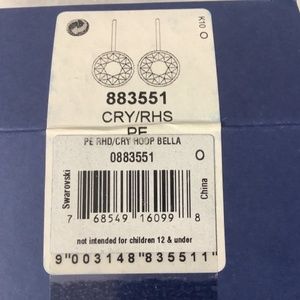 K10 O
883551
CRY/RHS
PE
PE RHD/CRY HOOP BELLA
0883551
O
Swarovski
China
7 68549 16099 8
not intended for children 12 & under
9"003148"835511"